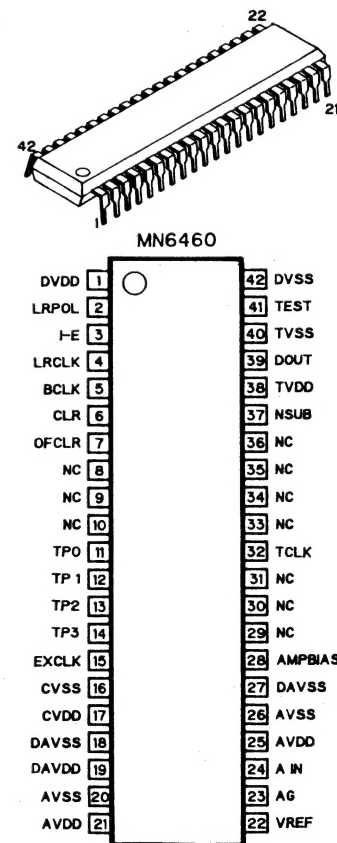 22
21
42
1
MN6460
DVDD 1 42 DVSS
LRPOL 2 41 TEST
I-E 3 40 TVSS
LRCLK 4 39 DOUT
BCLK 5 38 TVDD
CLR 6 37 NSUB
OFCLR 7 36 NC
NC 8 35 NC
NC 9 34 NC
NC 10 33 NC
TP0 11 32 TCLK
TP1 12 31 NC
TP2 13 30 NC
TP3 14 29 NC
EXCLK 15 28 AMPBIAS
CVSS 16 27 DAVSS
CVDD 17 26 AVSS
DAVSS 18 25 AVDD
DAVDD 19 24 A IN
AVSS 20 23 AG
AVDD 21 22 VREF